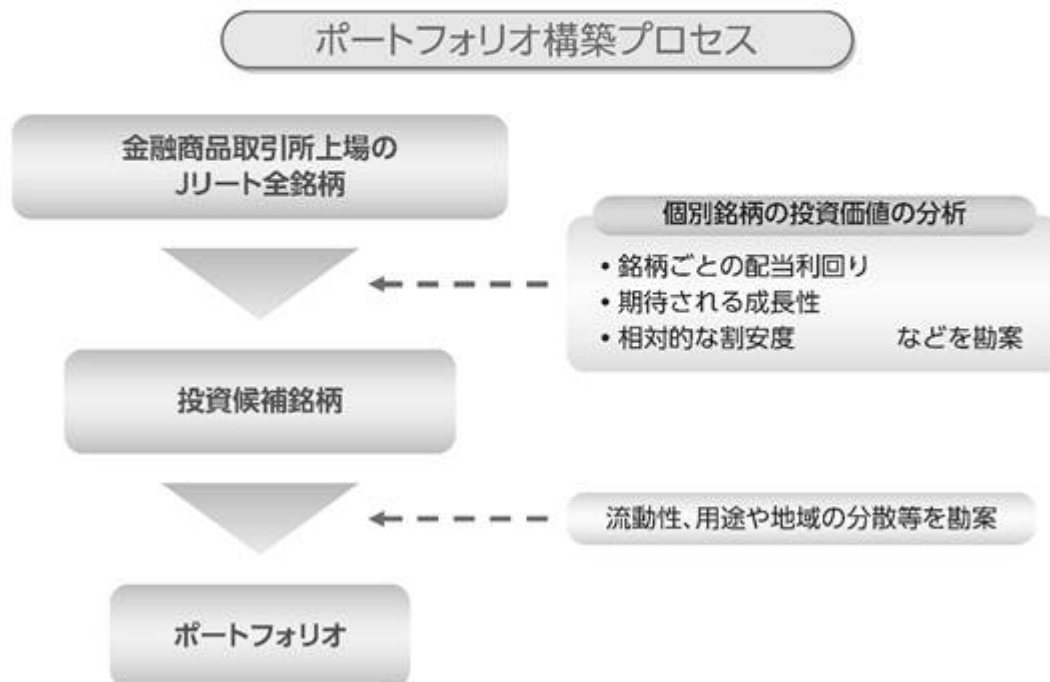 ポートフォリオ構築プロセス
金融商品取引所上場の
Jリート全銘柄
個別銘柄の投資価値の分析
• 銘柄ごとの配当利回り
• 期待される成長性
• 相対的な割安度 などを勘案
投資候補銘柄
流動性、用途や地域の分散等を勘案
ポートフォリオ